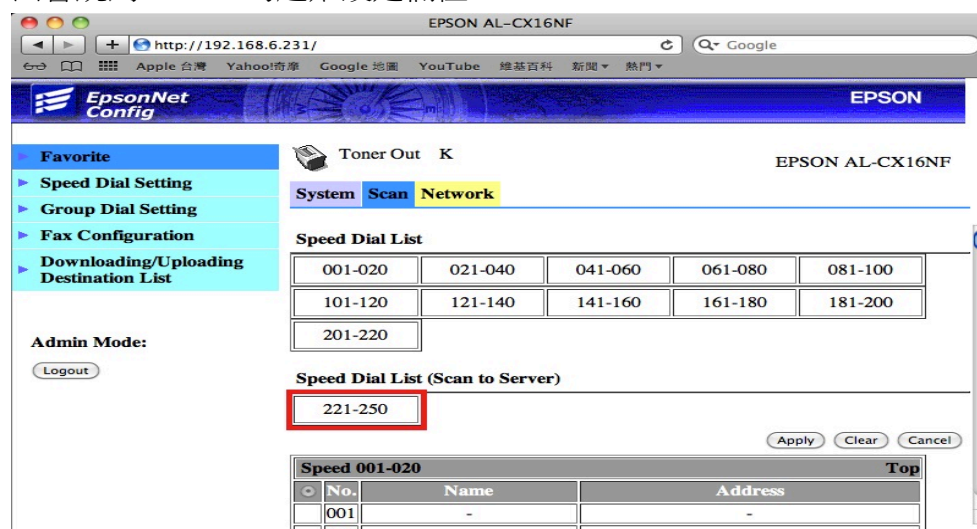 EPSON AL-CX16NF
http://192.168.6.231/
Google
Apple 台灣 Yahoo!奇摩 Google 地圖 YouTube 維基百科 新聞 熱門
EpsonNet
Config
EPSON
Favorite
Speed Dial Setting
Group Dial Setting
Fax Configuration
Downloading/Uploading
Destination List
Admin Mode:
Logout
Toner Out K
EPSON AL-CX16NF
System Scan Network
Speed Dial List
001-020 021-040 041-060 061-080 081-100
101-120 121-140 141-160 161-180 181-200
201-220
Speed Dial List (Scan to Server)
221-250
Apply Clear Cancel
Speed 001-020 Top
No. Name Address
001 - -